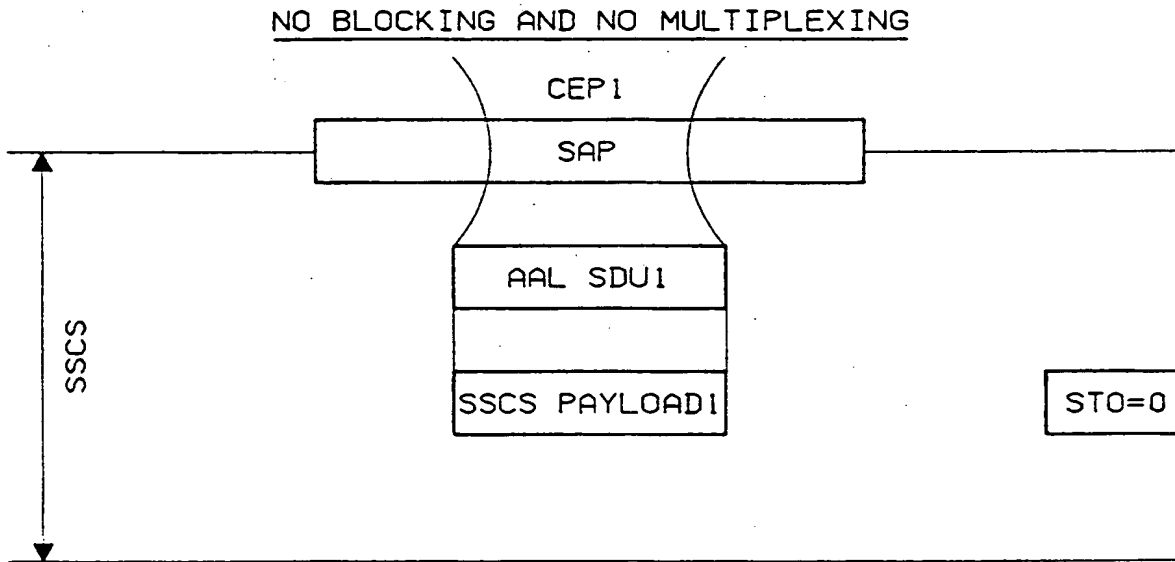 NO BLOCKING AND NO MULTIPLEXING
CEP1
SAP
AAL SDU1
SSCS
SSCS PAYLOAD1
STO=0